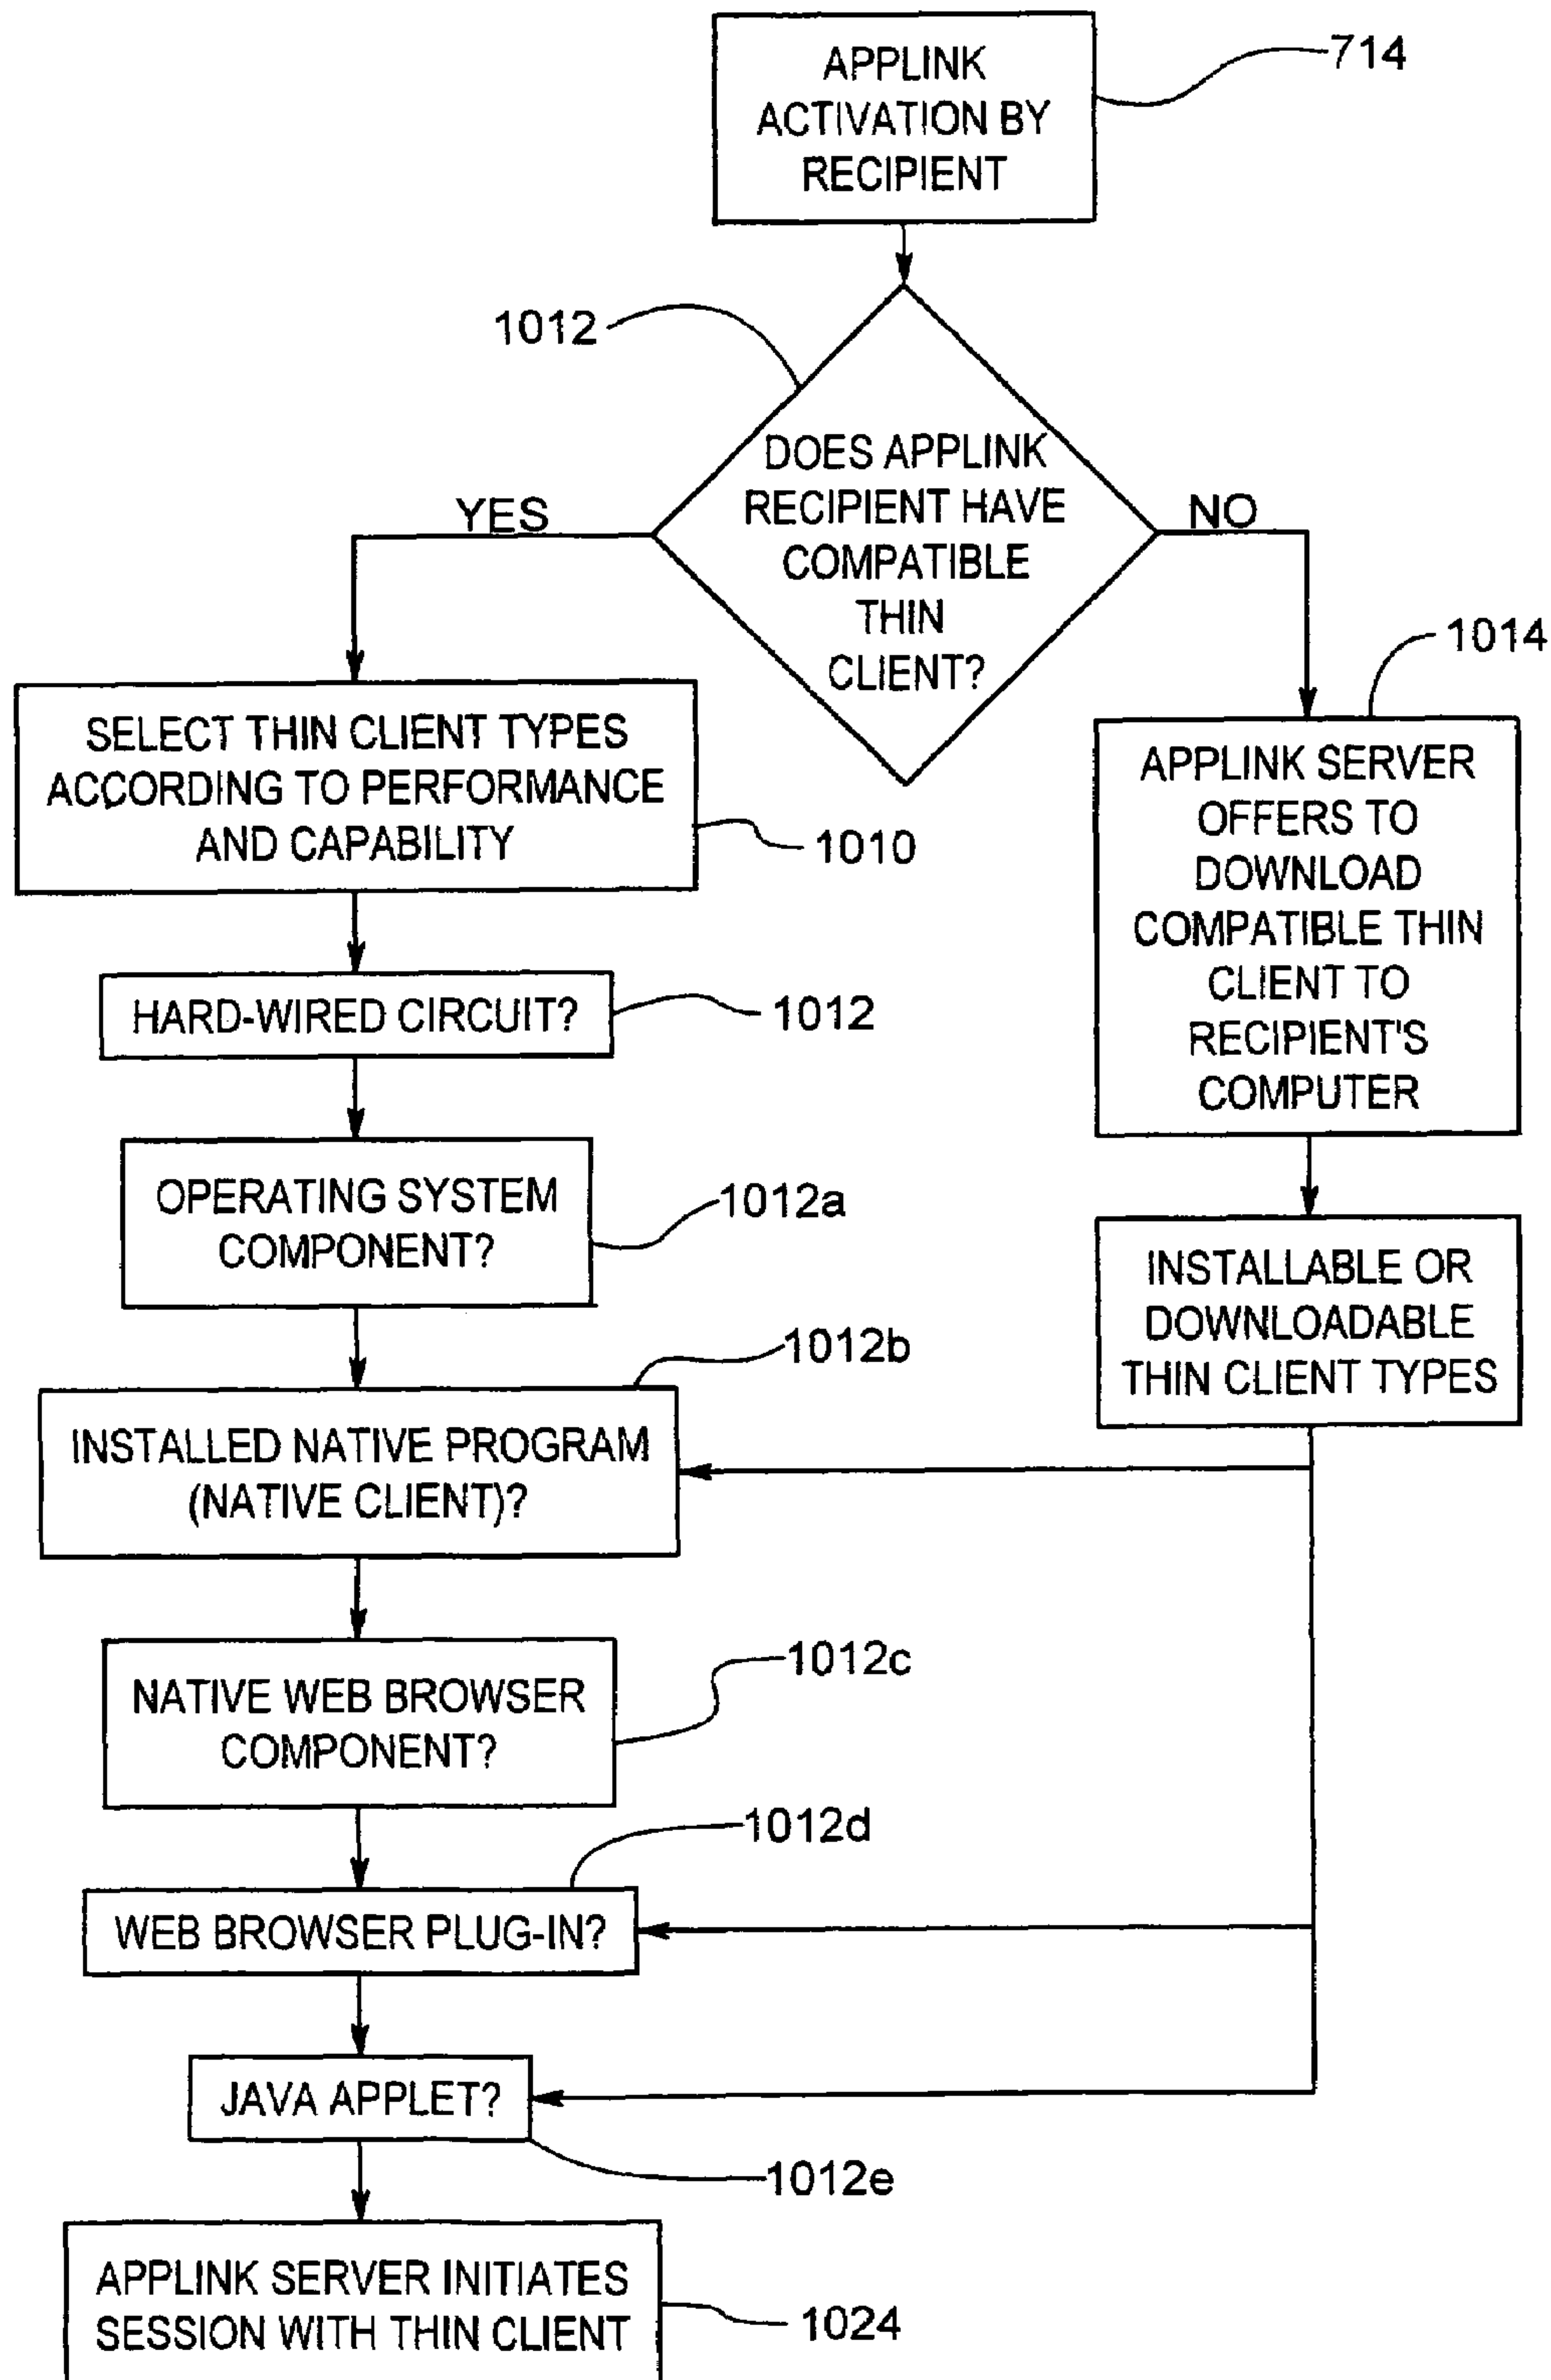 APPLINK
ACTIVATION BY
RECIPIENT
714
1012
DOES APPLINK
RECIPIENT HAVE
COMPATIBLE
THIN
CLIENT?
YES
NO
SELECT THIN CLIENT TYPES
ACCORDING TO PERFORMANCE
AND CAPABILITY
1010
1014
APPLINK SERVER
OFFERS TO
DOWNLOAD
COMPATIBLE THIN
CLIENT TO
RECIPIENT'S
COMPUTER
HARD-WIRED CIRCUIT?
1012
OPERATING SYSTEM
COMPONENT?
1012a
INSTALLABLE OR
DOWNLOADABLE
THIN CLIENT TYPES
1012b
INSTALLED NATIVE PROGRAM
(NATIVE CLIENT)?
NATIVE WEB BROWSER
COMPONENT?
1012c
1012d
WEB BROWSER PLUG-IN?
JAVA APPLET?
1012e
APPLINK SERVER INITIATES
SESSION WITH THIN CLIENT
1024